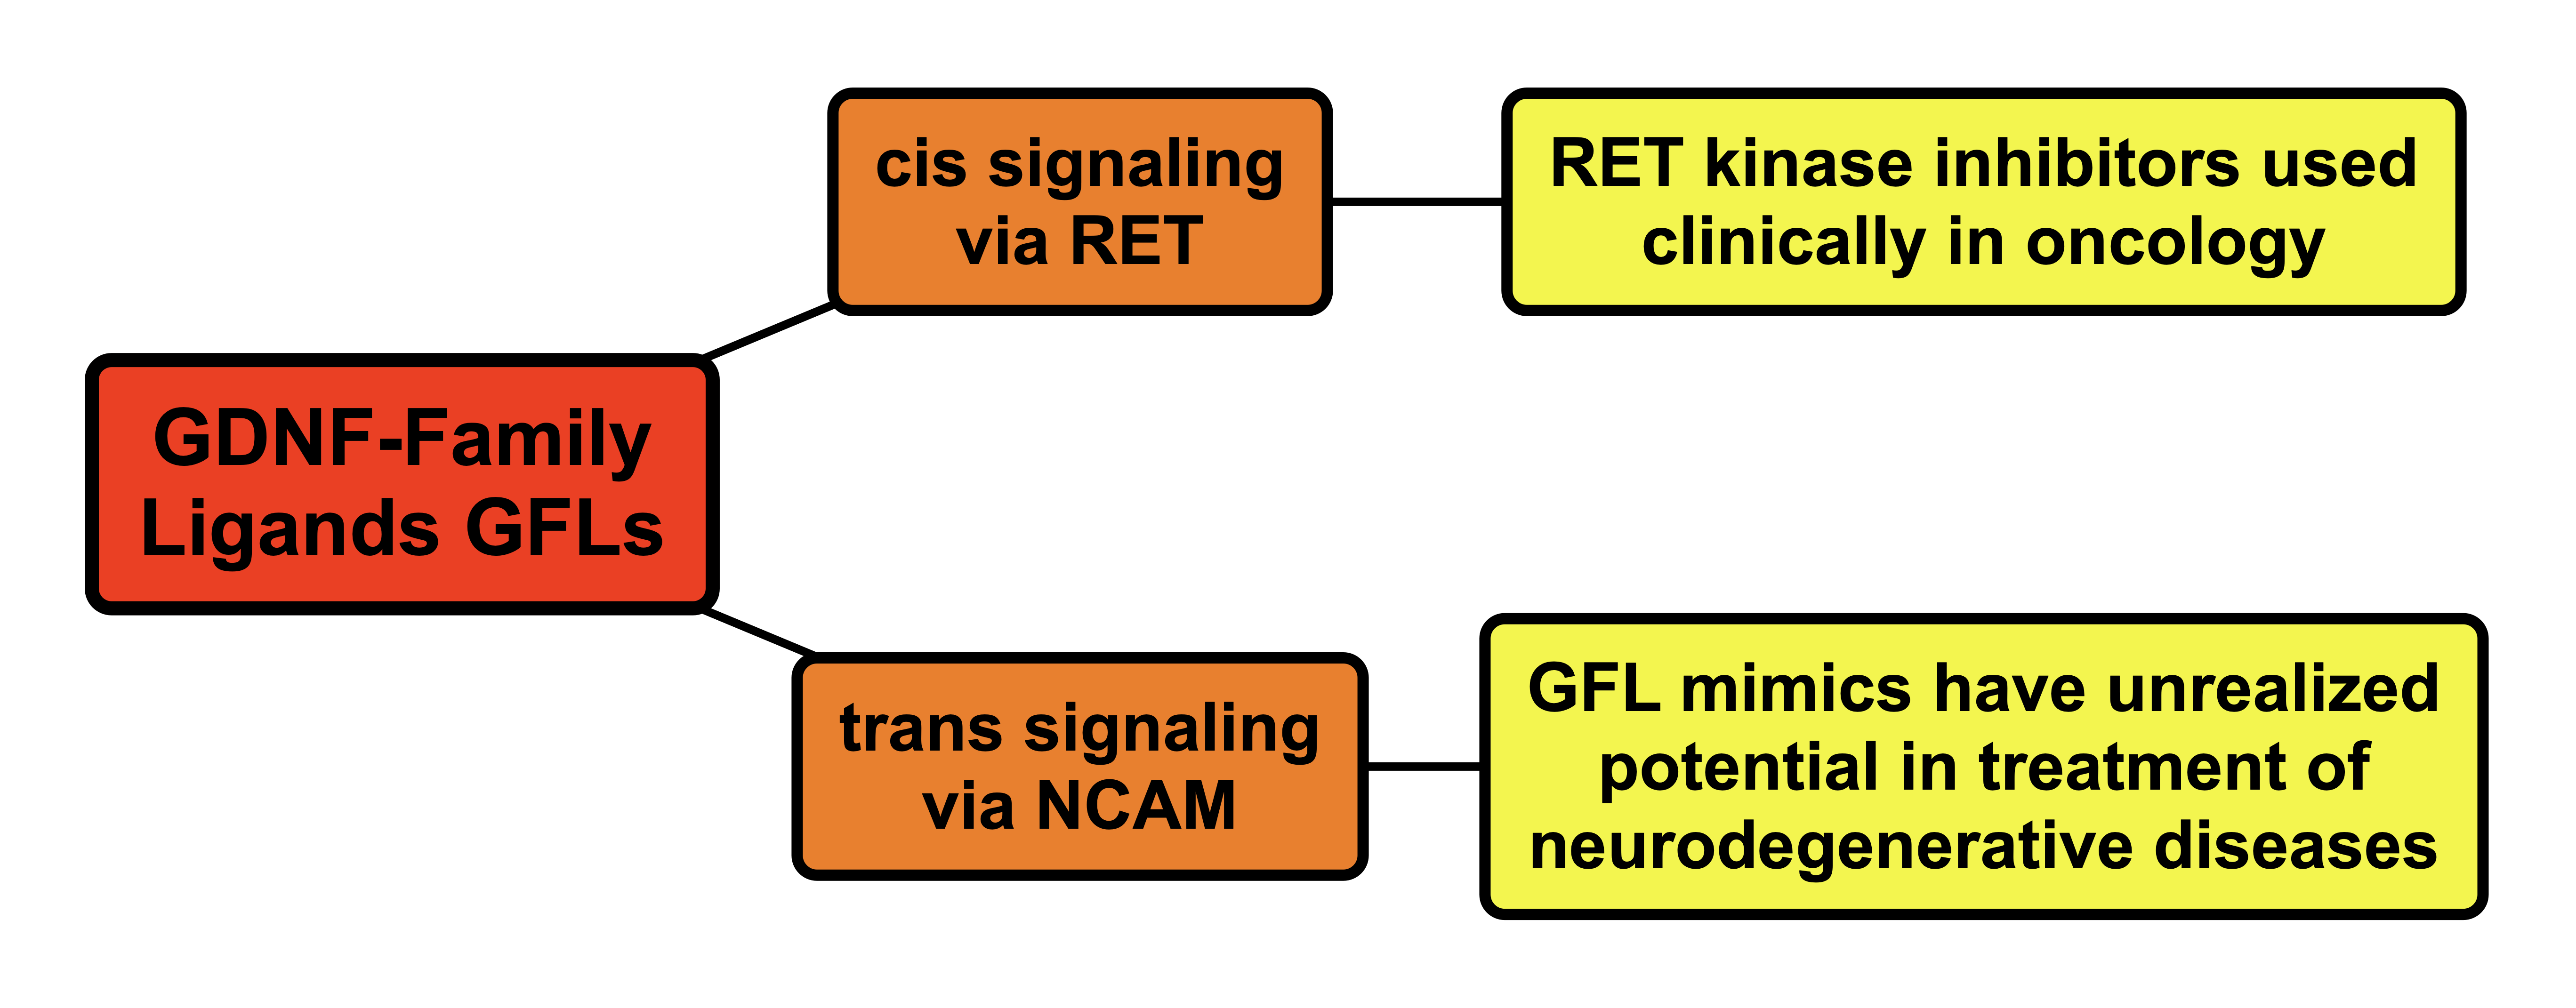 GDNF-Family
Ligands GFLs
cis signaling
via RET
RET kinase inhibitors used
clinically in oncology
trans signaling
via NCAM
GFL mimics have unrealized
potential in treatment of
neurodegenerative diseases